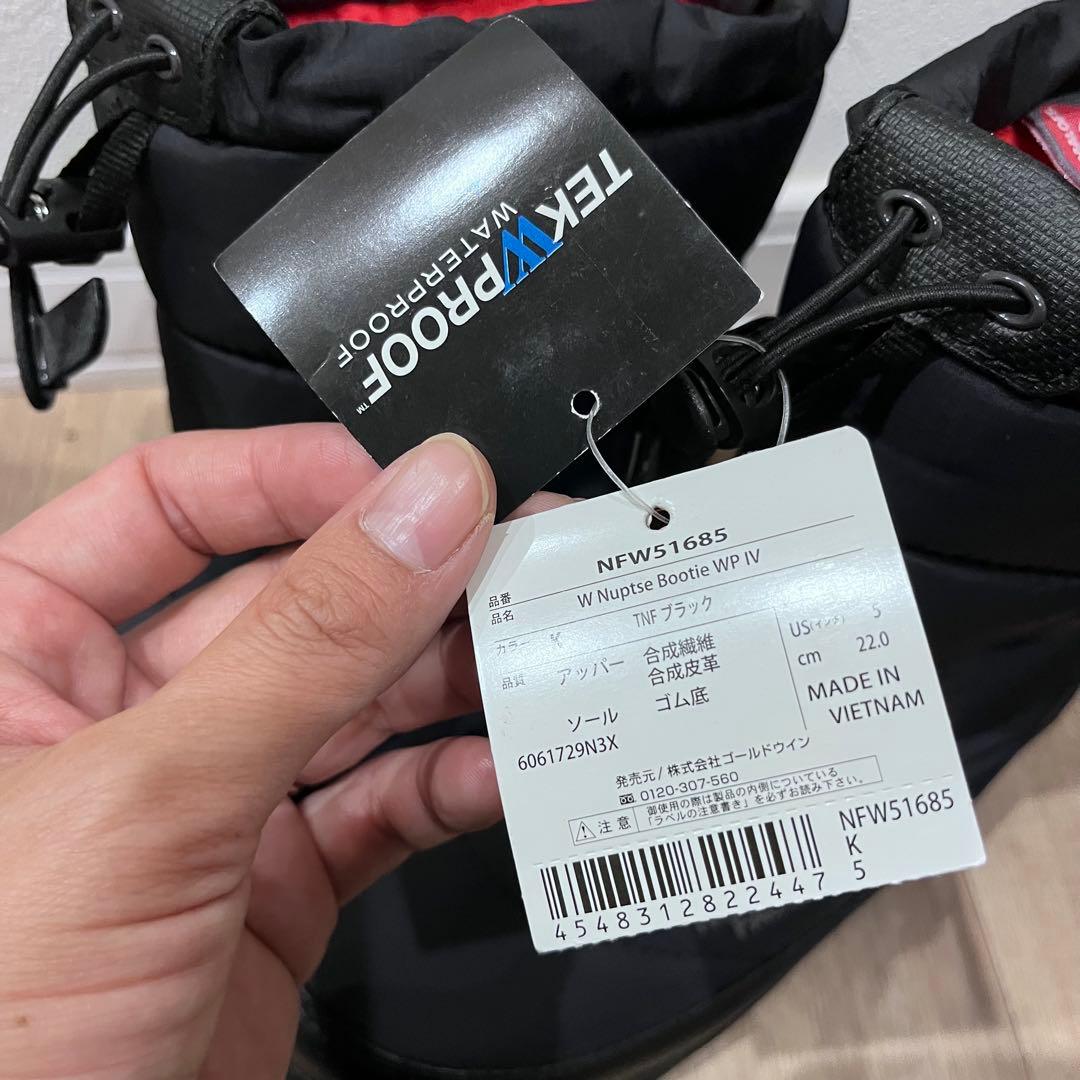 TEKWPROOF™
WATERPROOF
品番 NFW51685
品名 W Nuptse Bootie WP IV
カラー K TNF ブラック
品質 アッパー 合成繊維
合成皮革
ソール ゴム底
US(インチ) 5
cm 22.0
MADE IN
VIETNAM
6061729N3X
発売元/株式会社ゴールドウイン
0120-307-560
注意
御使用の際は製品の内側についている
「ラベルの注意書き」を必ずお読み下さい。
NFW51685
K
5
4548312822447